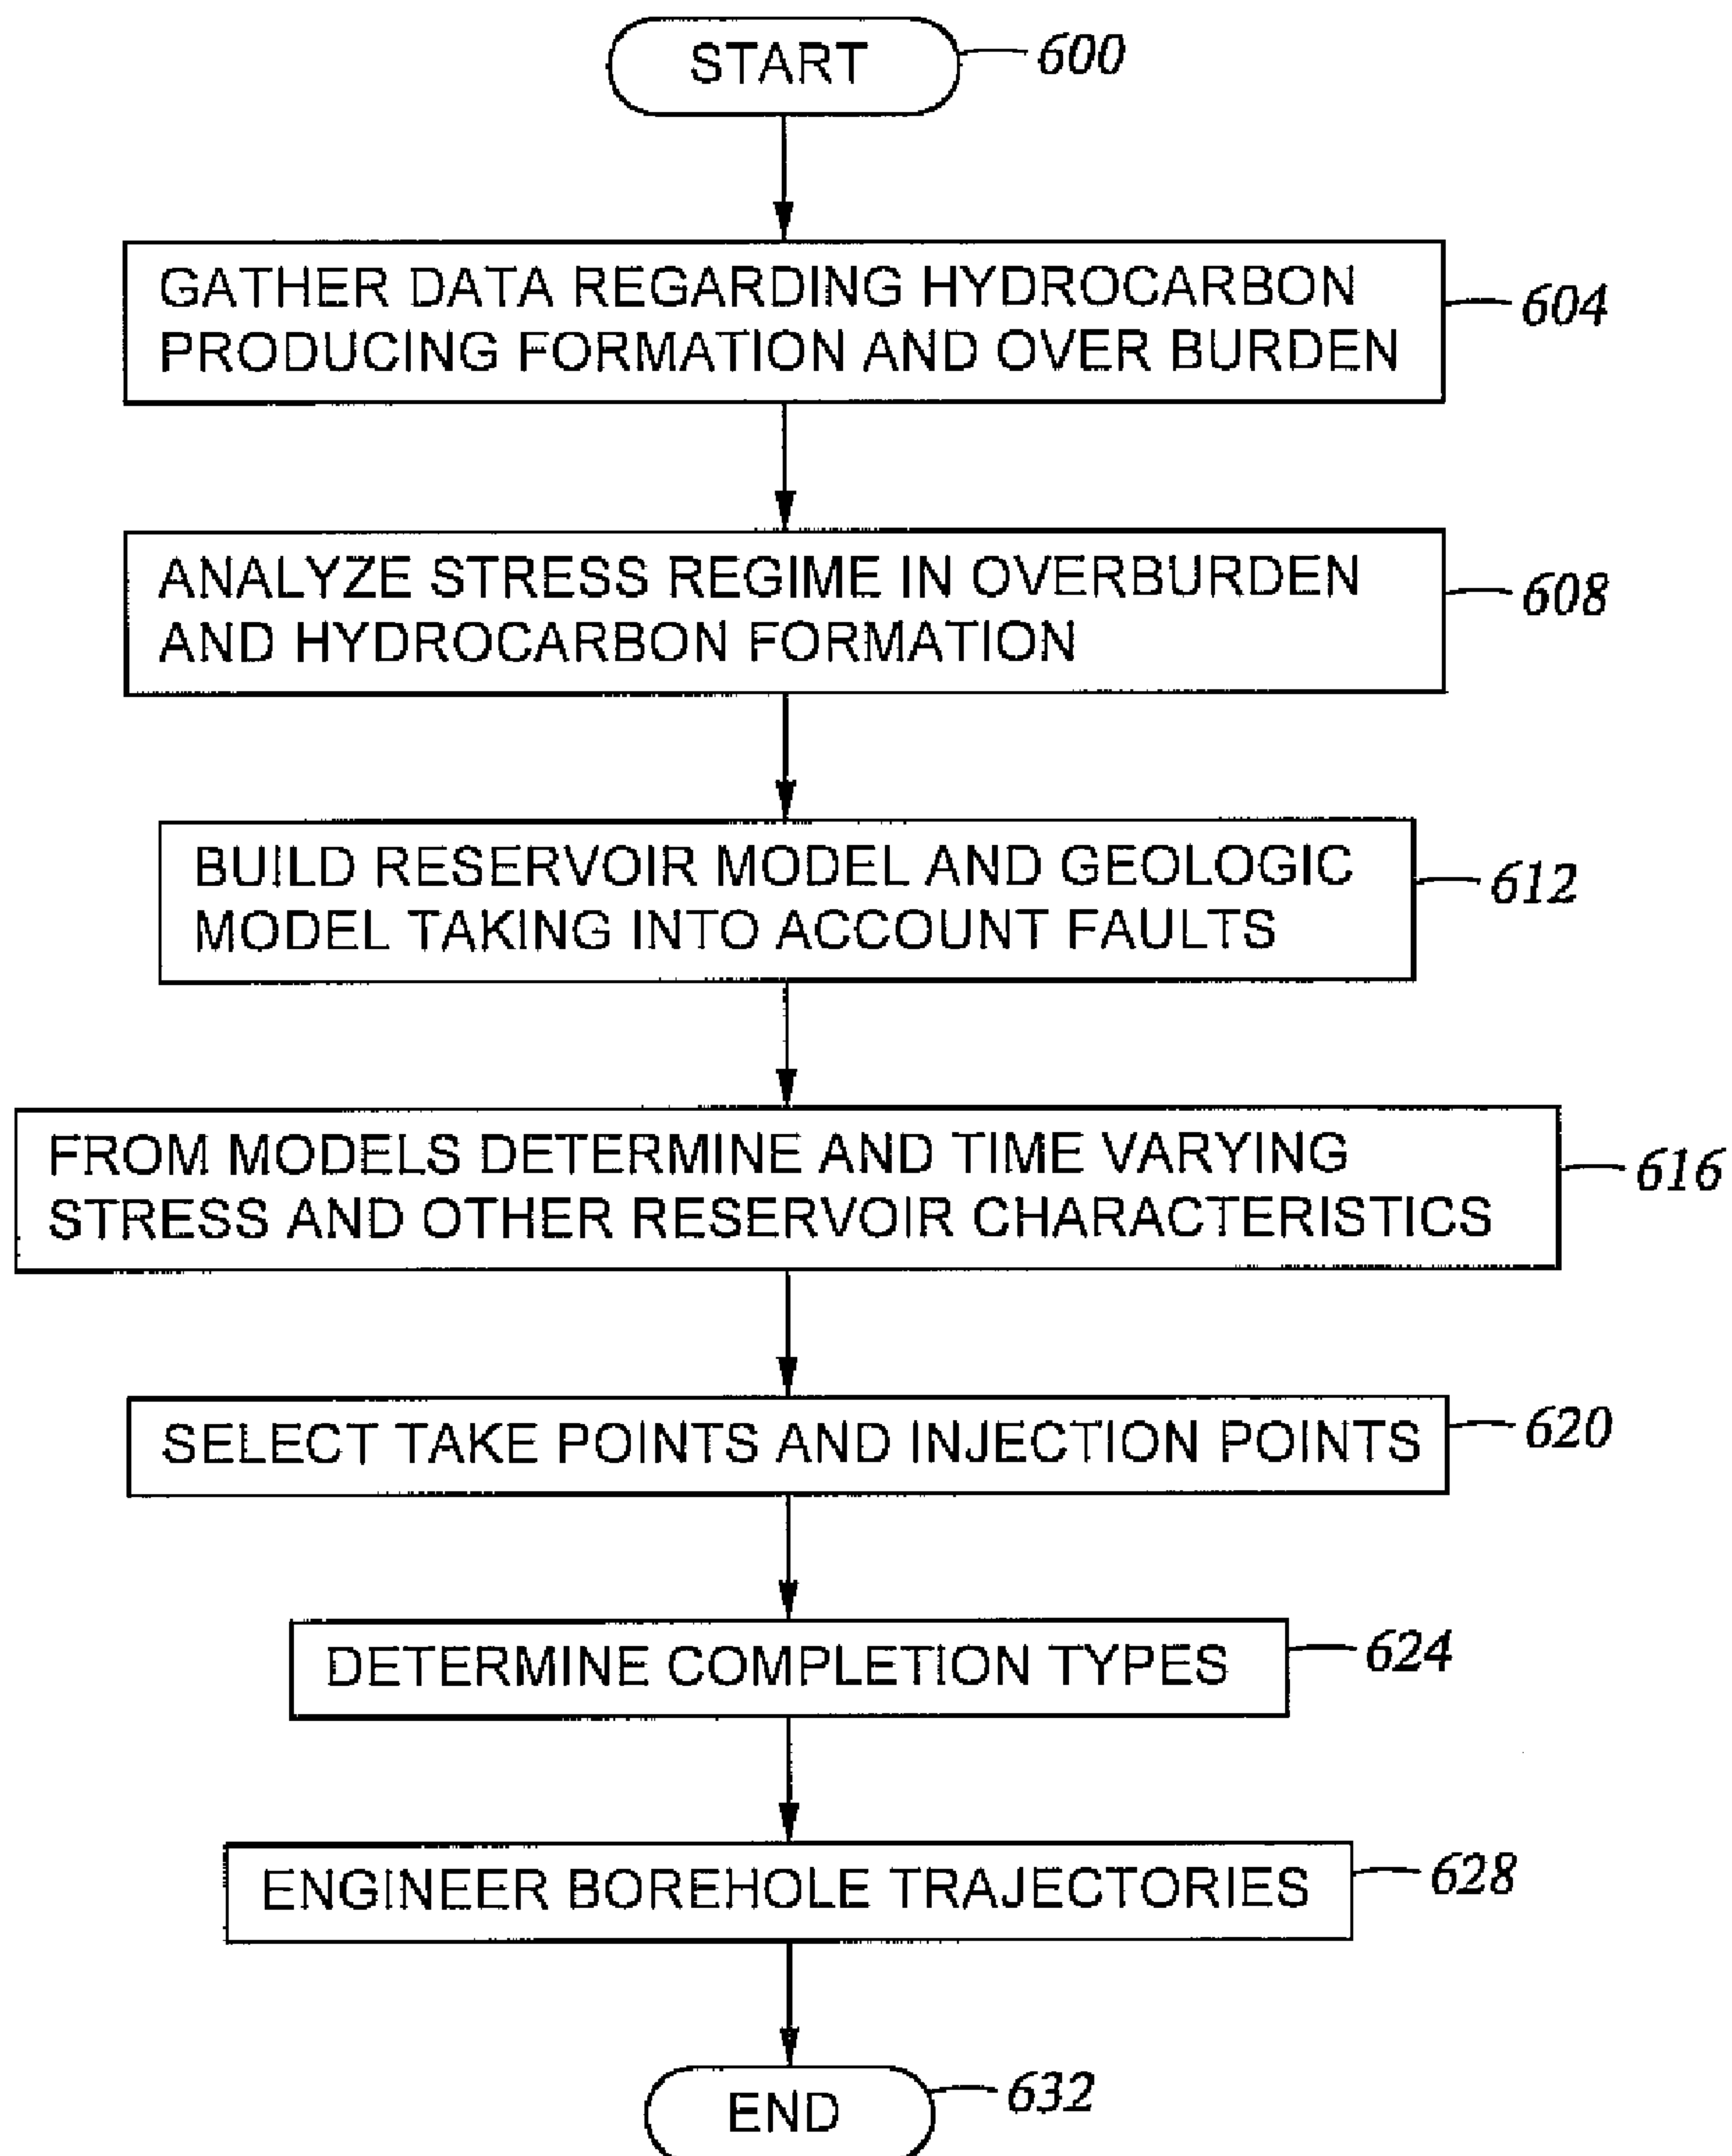 START
600
GATHER DATA REGARDING HYDROCARBON
PRODUCING FORMATION AND OVER BURDEN
604
ANALYZE STRESS REGIME IN OVERBURDEN
AND HYDROCARBON FORMATION
608
BUILD RESERVOIR MODEL AND GEOLOGIC
MODEL TAKING INTO ACCOUNT FAULTS
612
FROM MODELS DETERMINE AND TIME VARYING
STRESS AND OTHER RESERVOIR CHARACTERISTICS
616
SELECT TAKE POINTS AND INJECTION POINTS
620
DETERMINE COMPLETION TYPES
624
ENGINEER BOREHOLE TRAJECTORIES
628
END
632